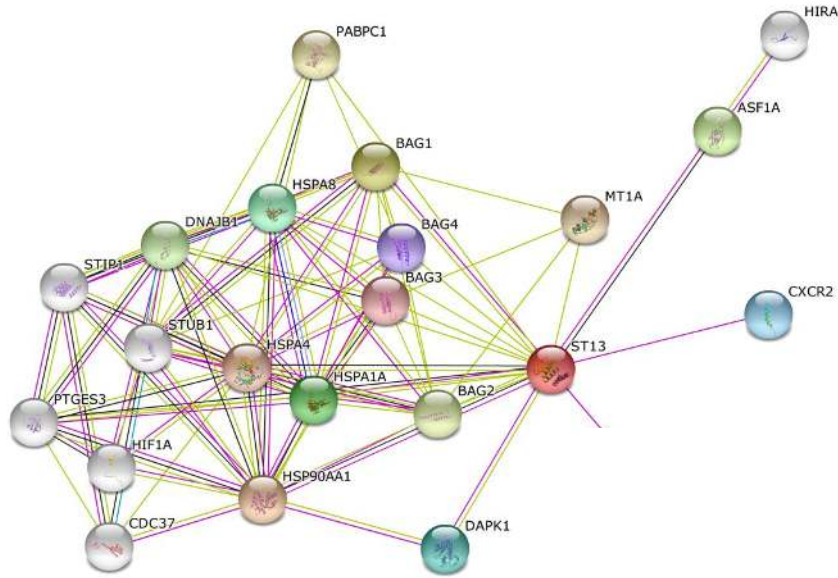 HIRA
PABPC1
ASF1A
BAG1
HSPA8
MT1A
DNAJB1
BAG4
STIP1
BAG3
CXCR2
STUB1
HSPA4
ST13
HSPA1A
PTGES3
BAG2
HIF1A
HSP90AA1
CDC37
DAPK1